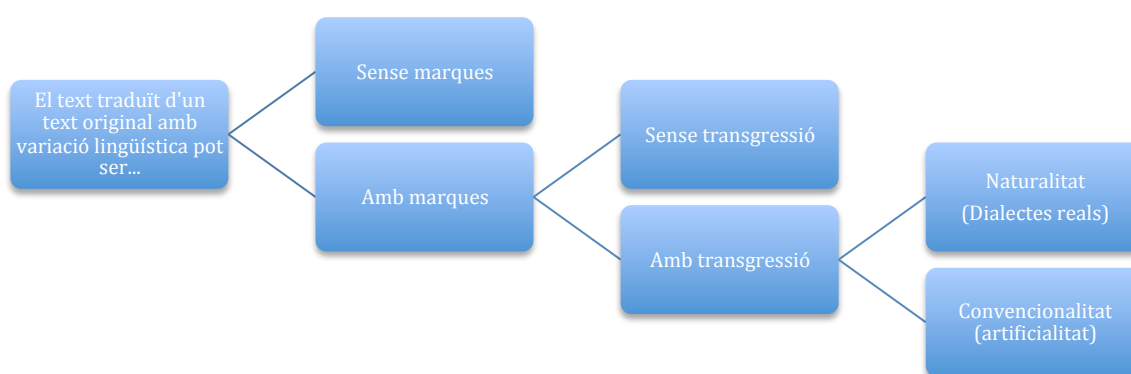 El text traduït d'un
text original amb
variació lingüística pot
ser...
Sense marques
Amb marques
Sense transgressió
Amb transgressió
Naturalitat
(Dialectes reals)
Convencionalitat
(artificialitat)